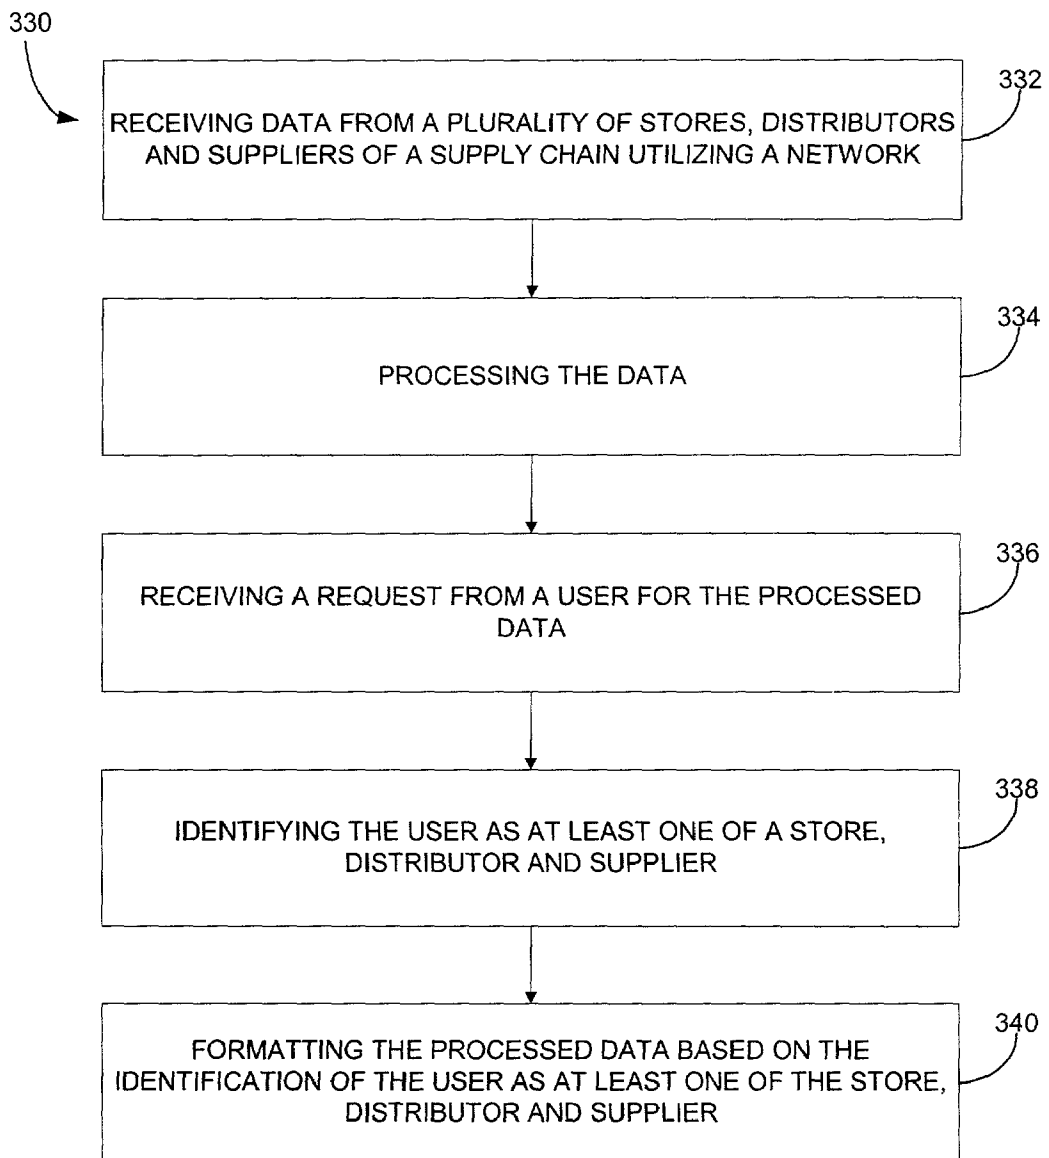 330
332
RECEIVING DATA FROM A PLURALITY OF STORES, DISTRIBUTORS
AND SUPPLIERS OF A SUPPLY CHAIN UTILIZING A NETWORK
334
PROCESSING THE DATA
336
RECEIVING A REQUEST FROM A USER FOR THE PROCESSED
DATA
338
IDENTIFYING THE USER AS AT LEAST ONE OF A STORE,
DISTRIBUTOR AND SUPPLIER
340
FORMATTING THE PROCESSED DATA BASED ON THE
IDENTIFICATION OF THE USER AS AT LEAST ONE OF THE STORE,
DISTRIBUTOR AND SUPPLIER